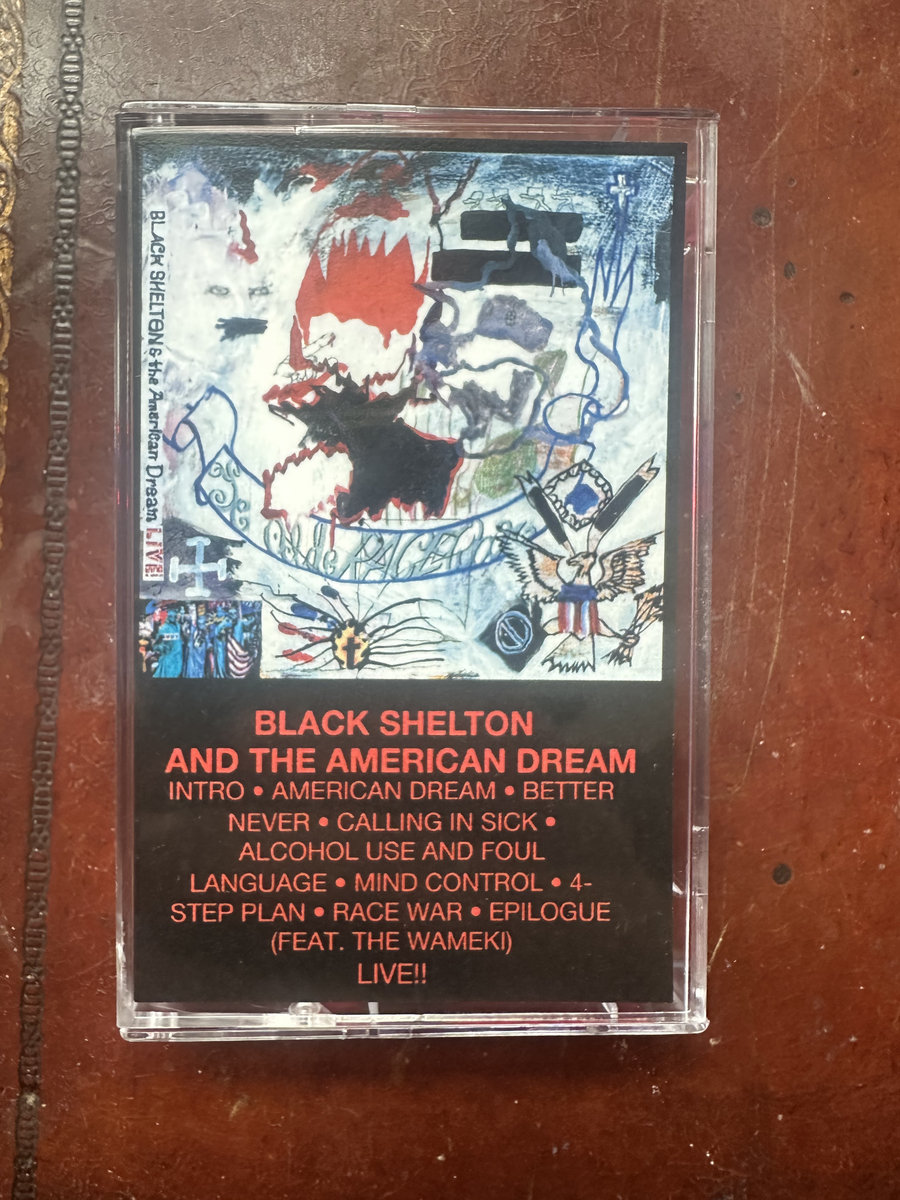 BLACK SHELTON & the American Dream LIVE!
BLACK SHELTON
AND THE AMERICAN DREAM
INTRO • AMERICAN DREAM • BETTER
NEVER • CALLING IN SICK •
ALCOHOL USE AND FOUL
LANGUAGE • MIND CONTROL • 4-
STEP PLAN • RACE WAR • EPILOGUE
(FEAT. THE WAMEKI)
LIVE!!